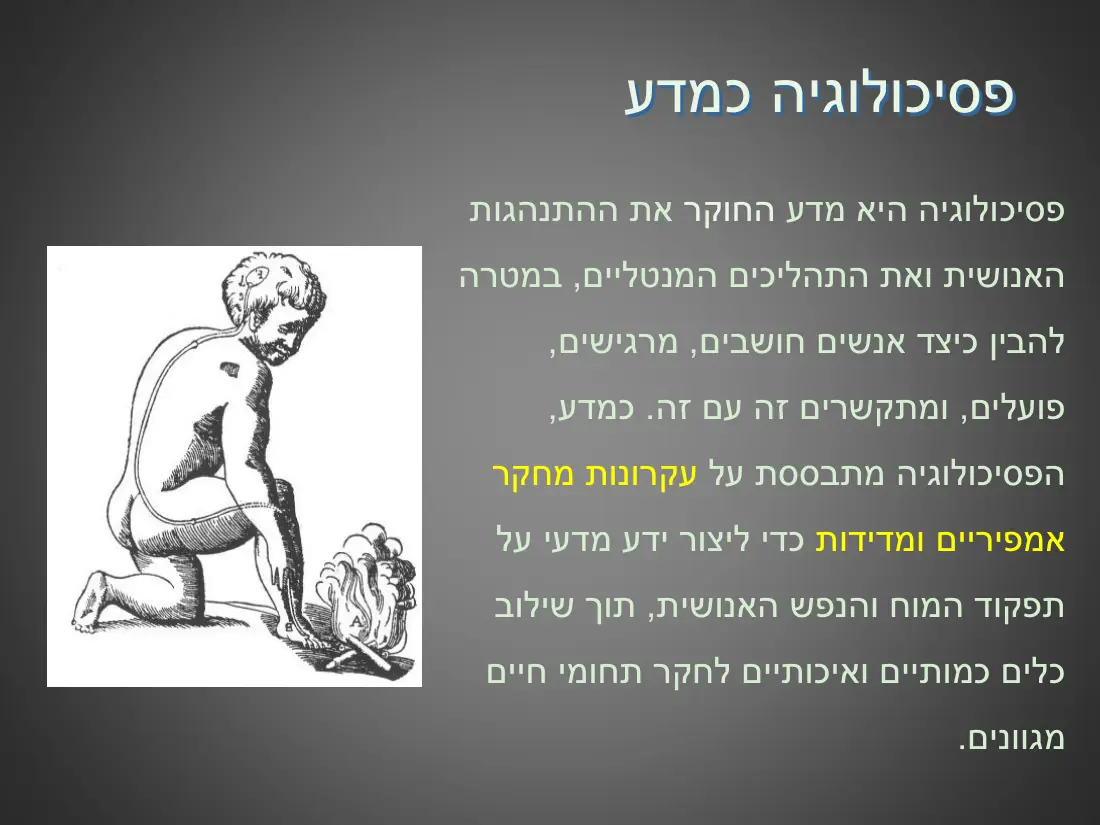 פסיכולוגיה כמדע
פסיכולוגיה היא מדע החוקר את ההתנהגות
האנושית ואת התהליכים המנטליים, במטרה
להבין כיצד אנשים חושבים, מרגישים,
פועלים, ומתקשרים זה עם זה. כמדע,
הפסיכולוגיה מתבססת על עקרונות מחקר
אמפיריים ומדידות כדי ליצור ידע מדעי על
תפקוד המוח והנפש האנושית, תוך שילוב
כלים כמותיים ואיכותיים לחקר תחומי חיים
מגוונים.
A
B